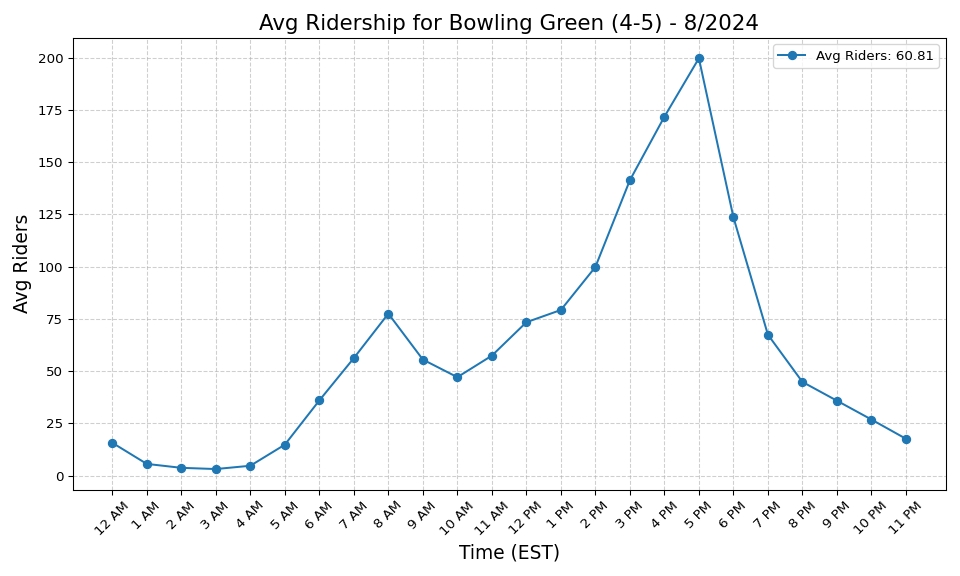 Avg Ridership for Bowling Green (4-5) - 8/2024
Avg Riders: 60.81
200
175
150
125
100
75
50
25
0
Avg Riders
12 AM
1 AM
2 AM
3 AM
4 AM
5 AM
6 AM
7 AM
8 AM
9 AM
10 AM
11 AM
12 PM
1 PM
2 PM
3 PM
4 PM
5 PM
6 PM
7 PM
8 PM
9 PM
10 PM
11 PM
Time (EST)